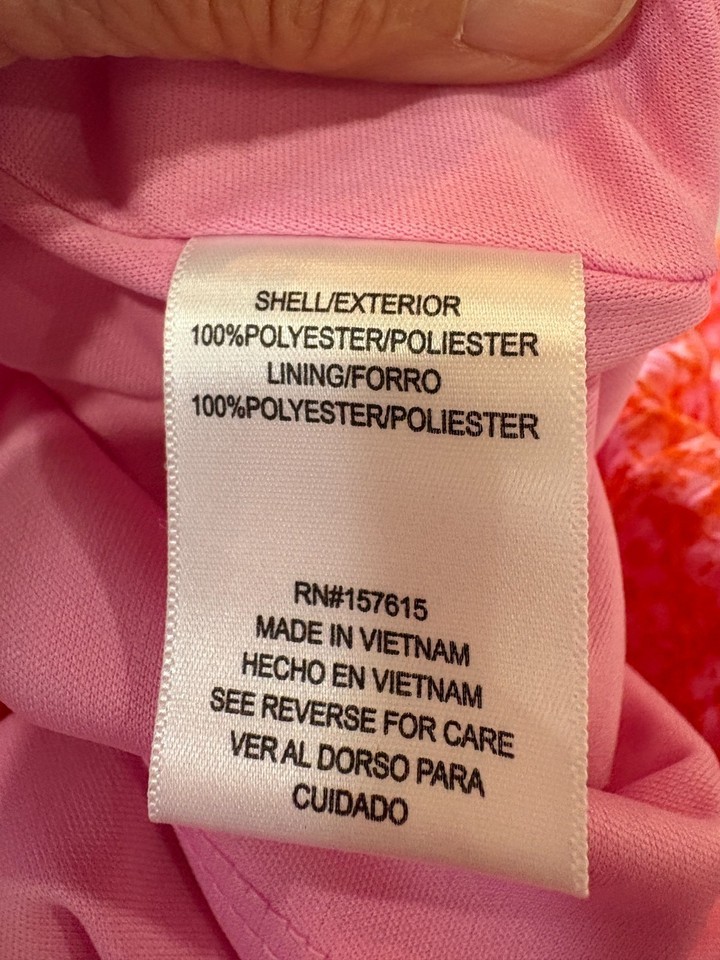 SHELL/EXTERIOR
100%POLYESTER/POLIESTER
LINING/FORRO
100%POLYESTER/POLIESTER
RN#157615
MADE IN VIETNAM
HECHO EN VIETNAM
SEE REVERSE FOR CARE
VER AL DORSO PARA
CUIDADO